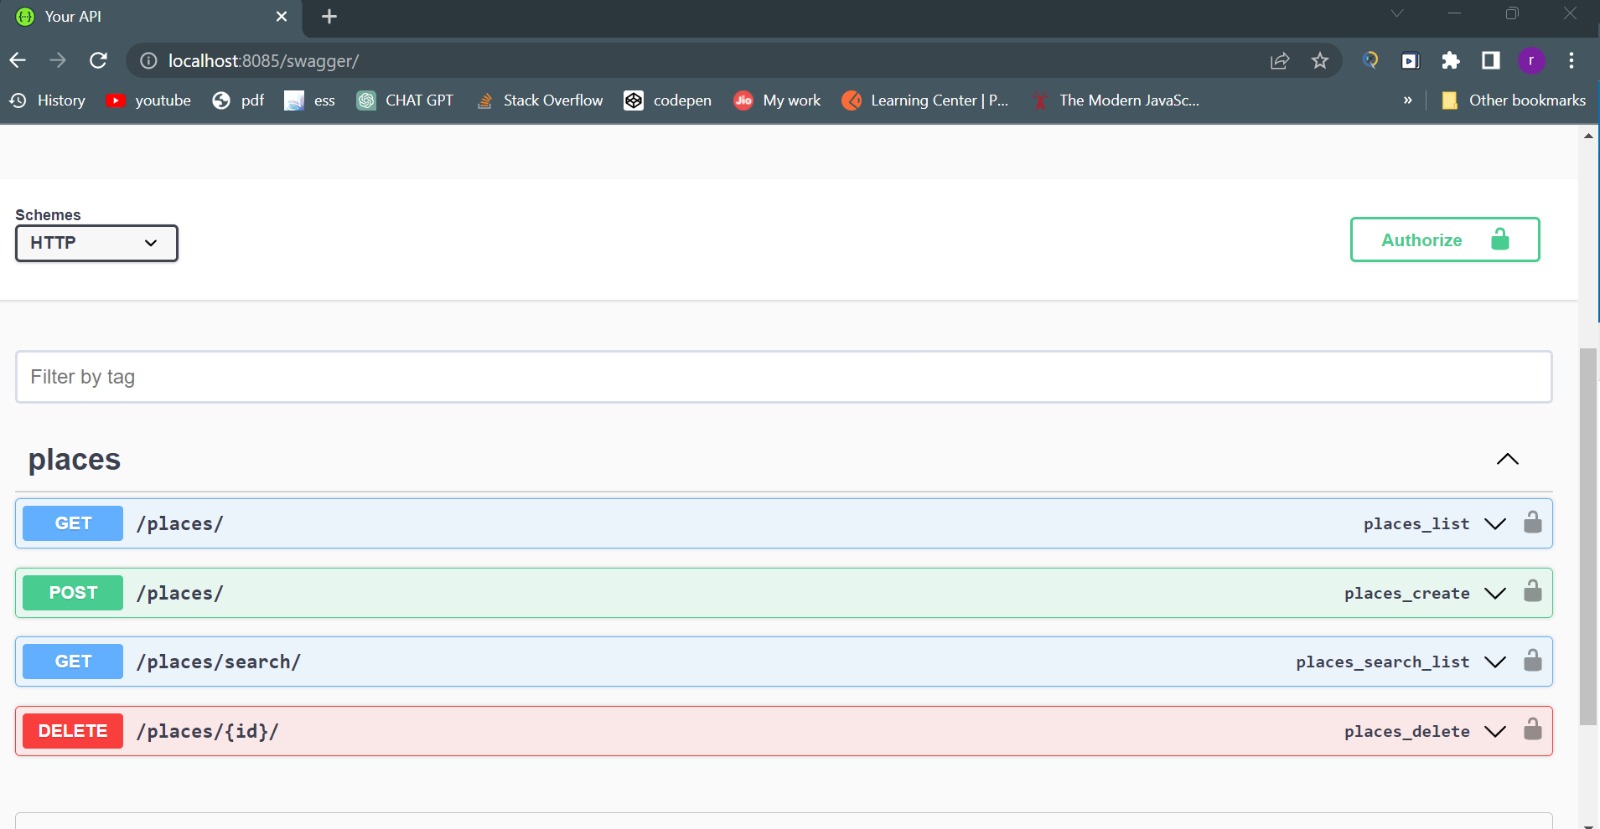 Your API
localhost:8085/swagger/
r
History youtube pdf ess CHAT GPT Stack Overflow codepen Jio My work Learning Center | P... The Modern JavaSc... » Other bookmarks
Schemes
HTTP
Authorize
Filter by tag
places
GET /places/ places_list
POST /places/ places_create
GET /places/search/ places_search_list
DELETE /places/{id}/ places_delete